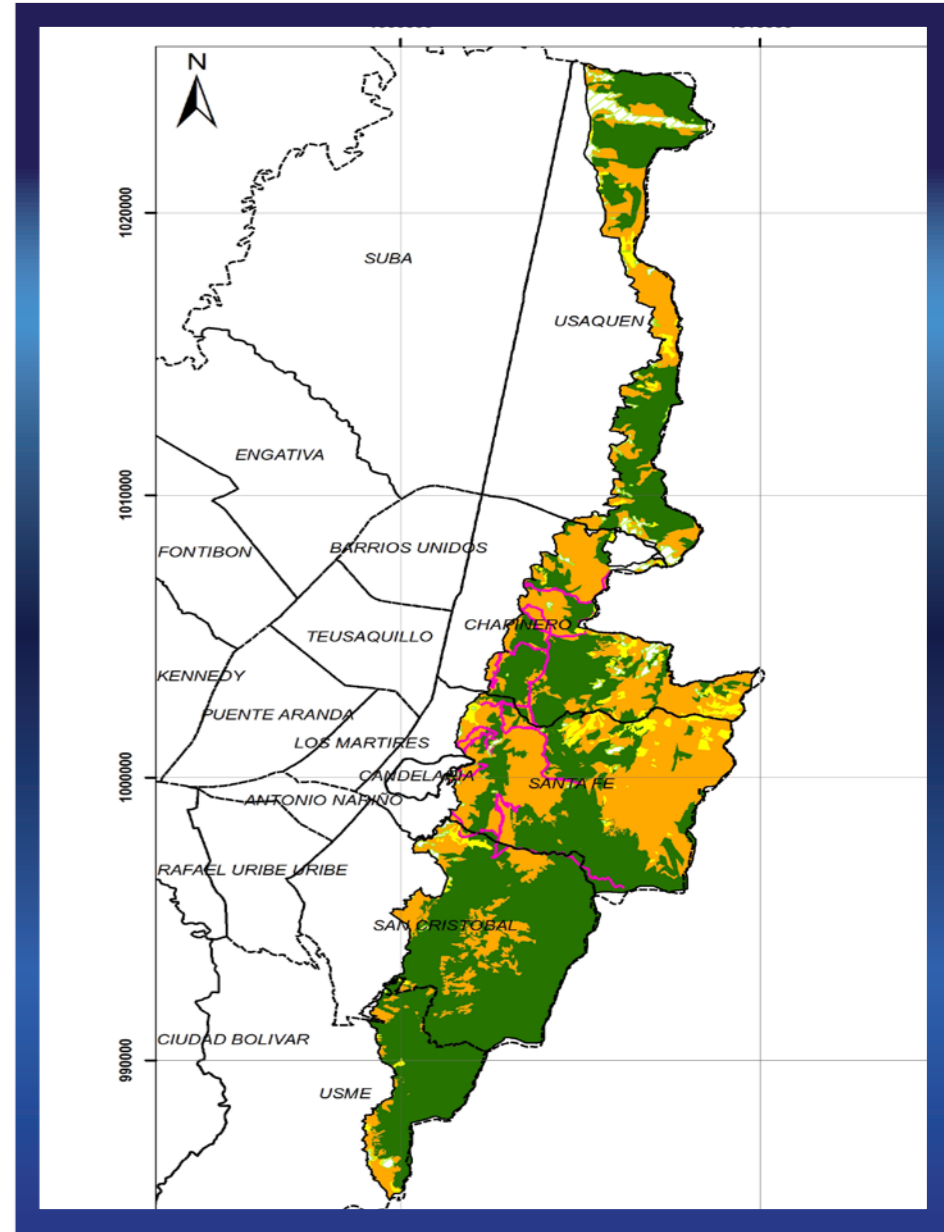 N
1020000
SUBA
USAQUEN
ENGATIVA
1010000
FONTIBON
BARRIOS UNIDOS
TEUSAQUILLO
CHAPINERO
KENNEDY
PUENTE ARANDA
LOS MARTIRES
1000000
CANDELARIA
SANTA FE
ANTONIO NARIÑO
RAFAEL URIBE URIBE
SAN CRISTOBAL
CIUDAD BOLIVAR
990000
USME